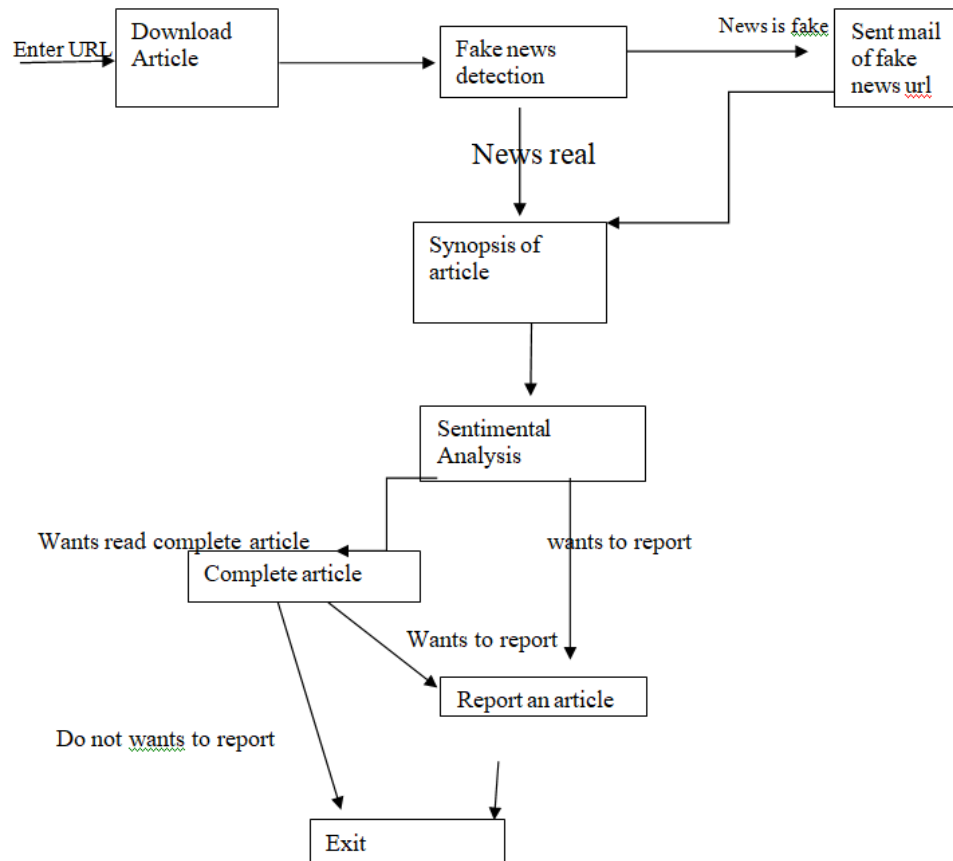 Enter URL
Download
Article
Fake news
detection
News is fake
Sent mail
of fake
news url
News real
Synopsis of
article
Sentimental
Analysis
Wants read complete article
wants to report
Complete article
Wants to report
Report an article
Do not wants to report
Exit